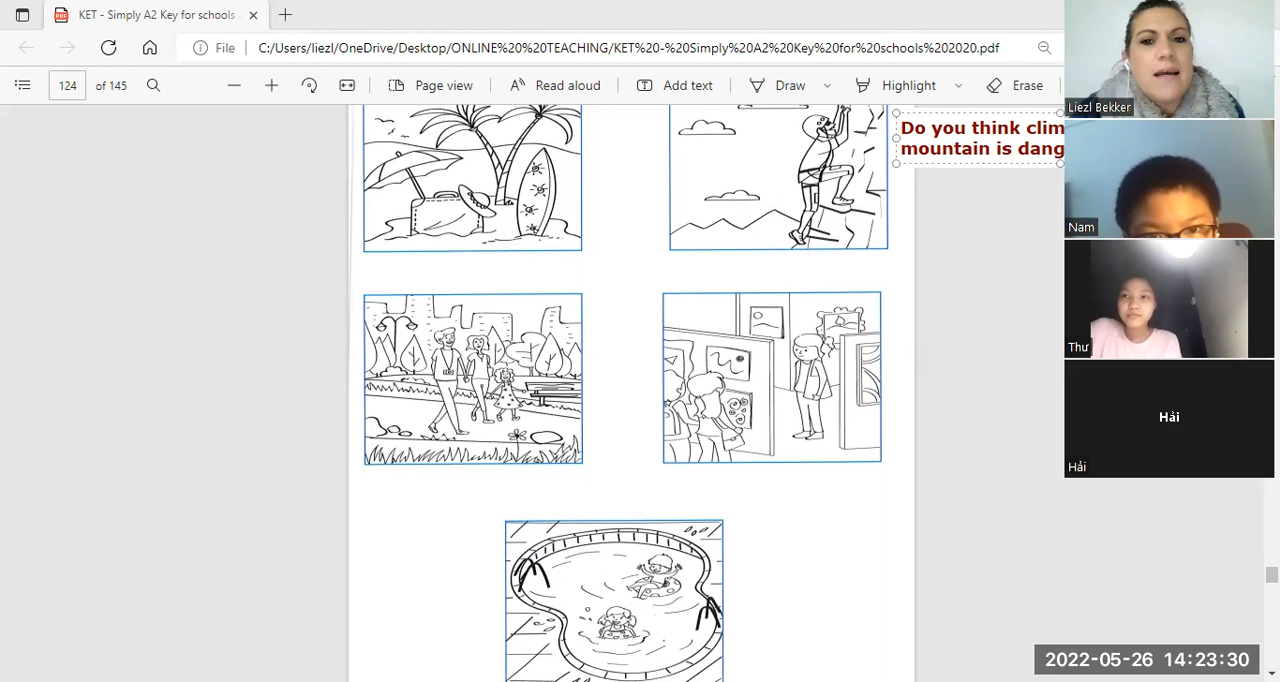 KET - Simply A2 Key for schools
File
C:/Users/liezl/OneDrive/Desktop/ONLINE%20%20TEACHING/KET%20-%20Simply%20A2%20Key%20for%20schools%202020.pdf
124 of 145
Page view
Read aloud
Add text
Draw
Highlight
Erase
Liezl Bekker
Do you think clim
mountain is dang
Nam
Thư
Hải
Hải
2022-05-26 14:23:30